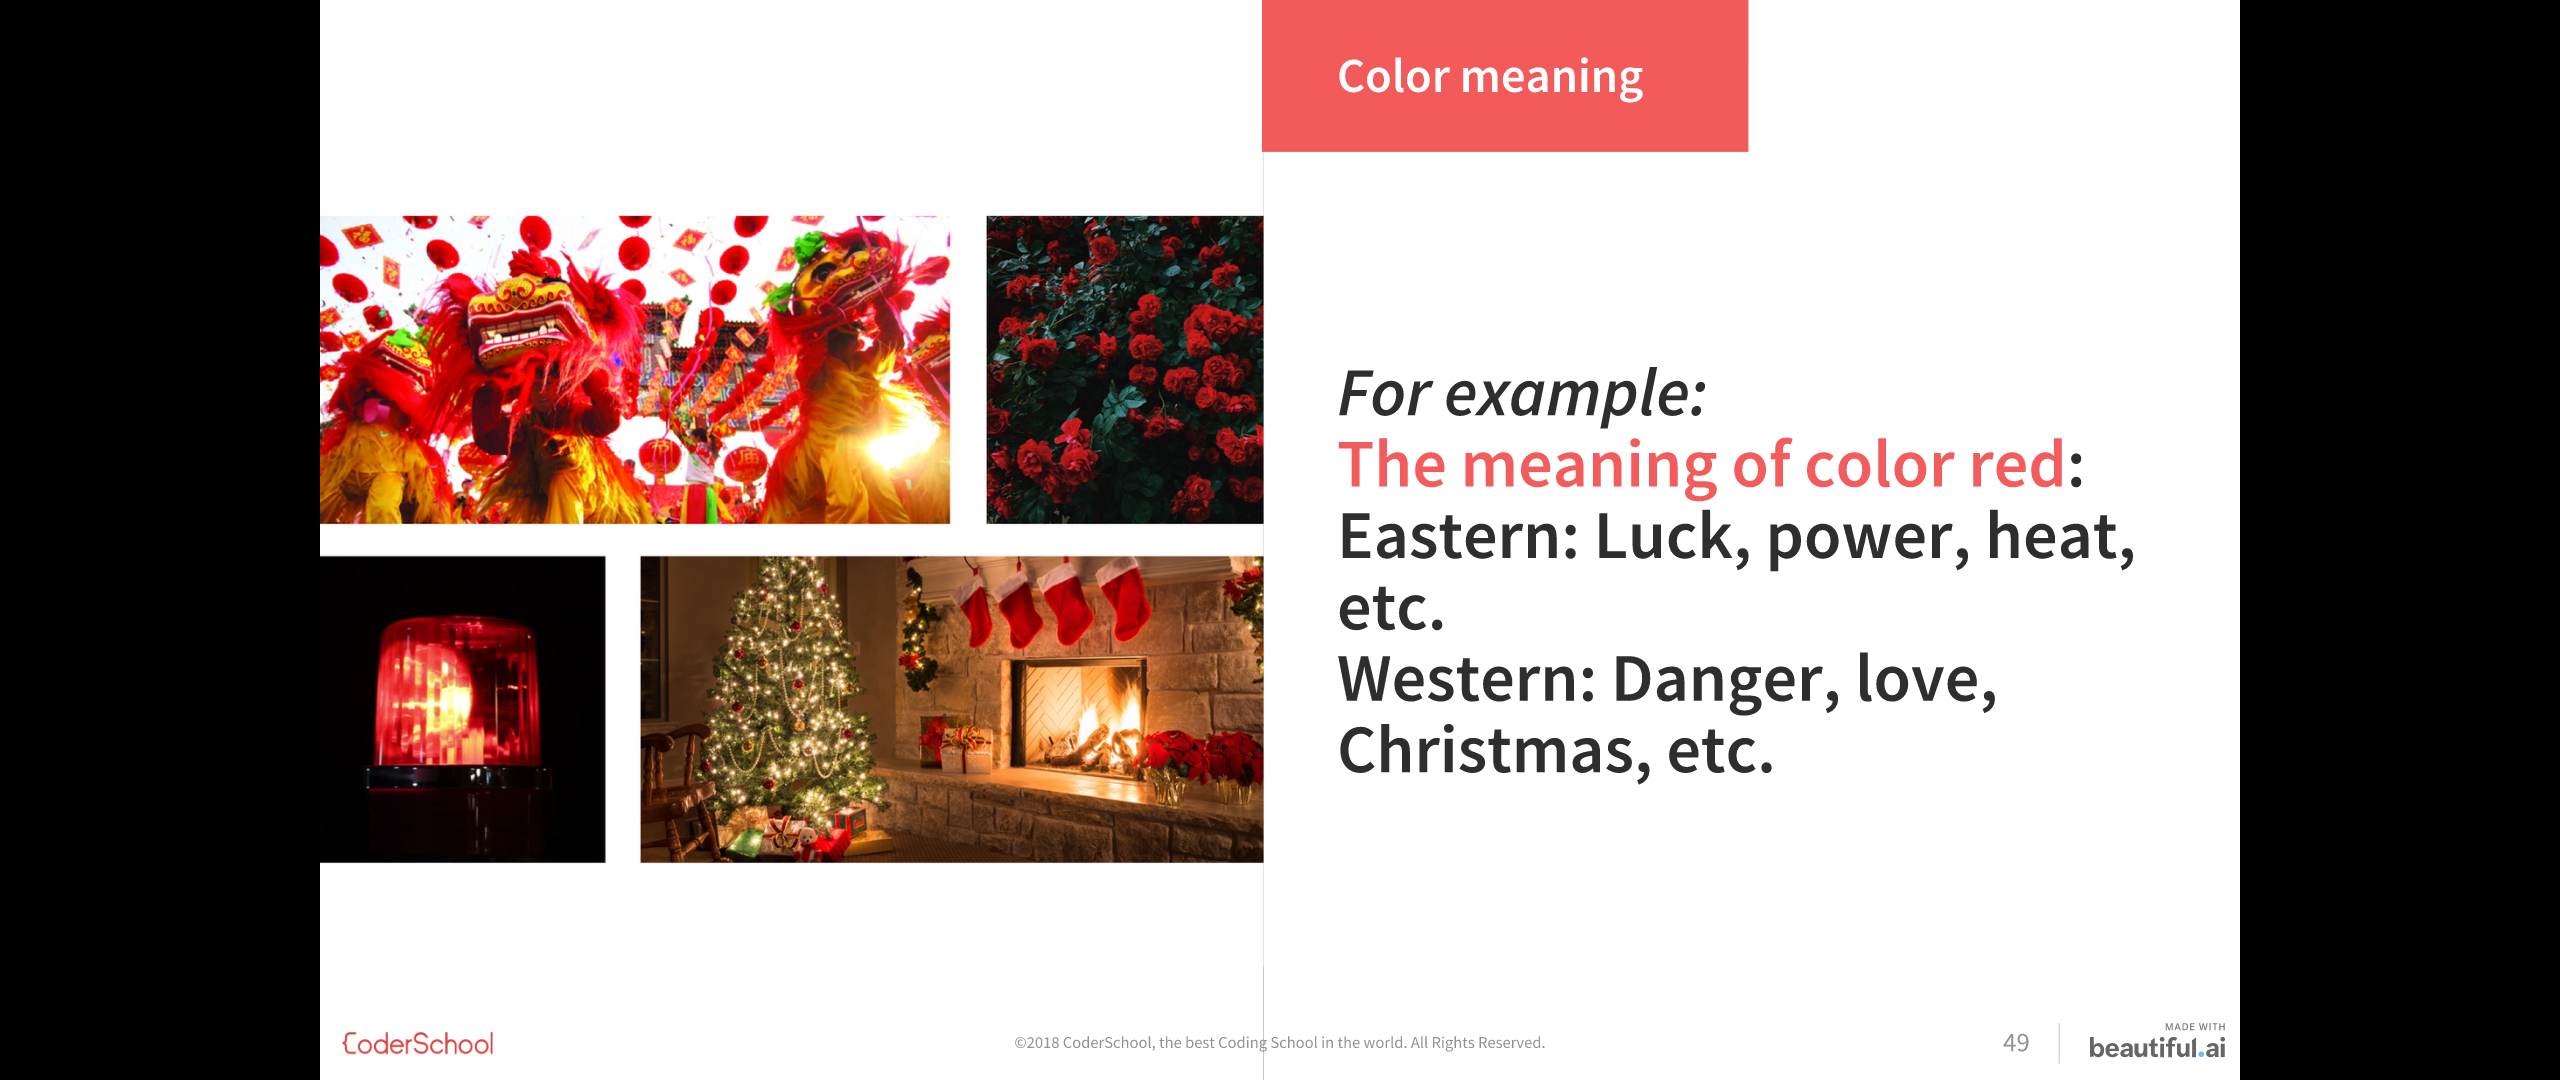 Color meaning
For example:
The meaning of color red:
Eastern: Luck, power, heat,
etc.
Western: Danger, love,
Christmas, etc.
CoderSchool
©2018 CoderSchool, the best Coding School in the world. All Rights Reserved.
49
MADE WITH
beautiful.ai